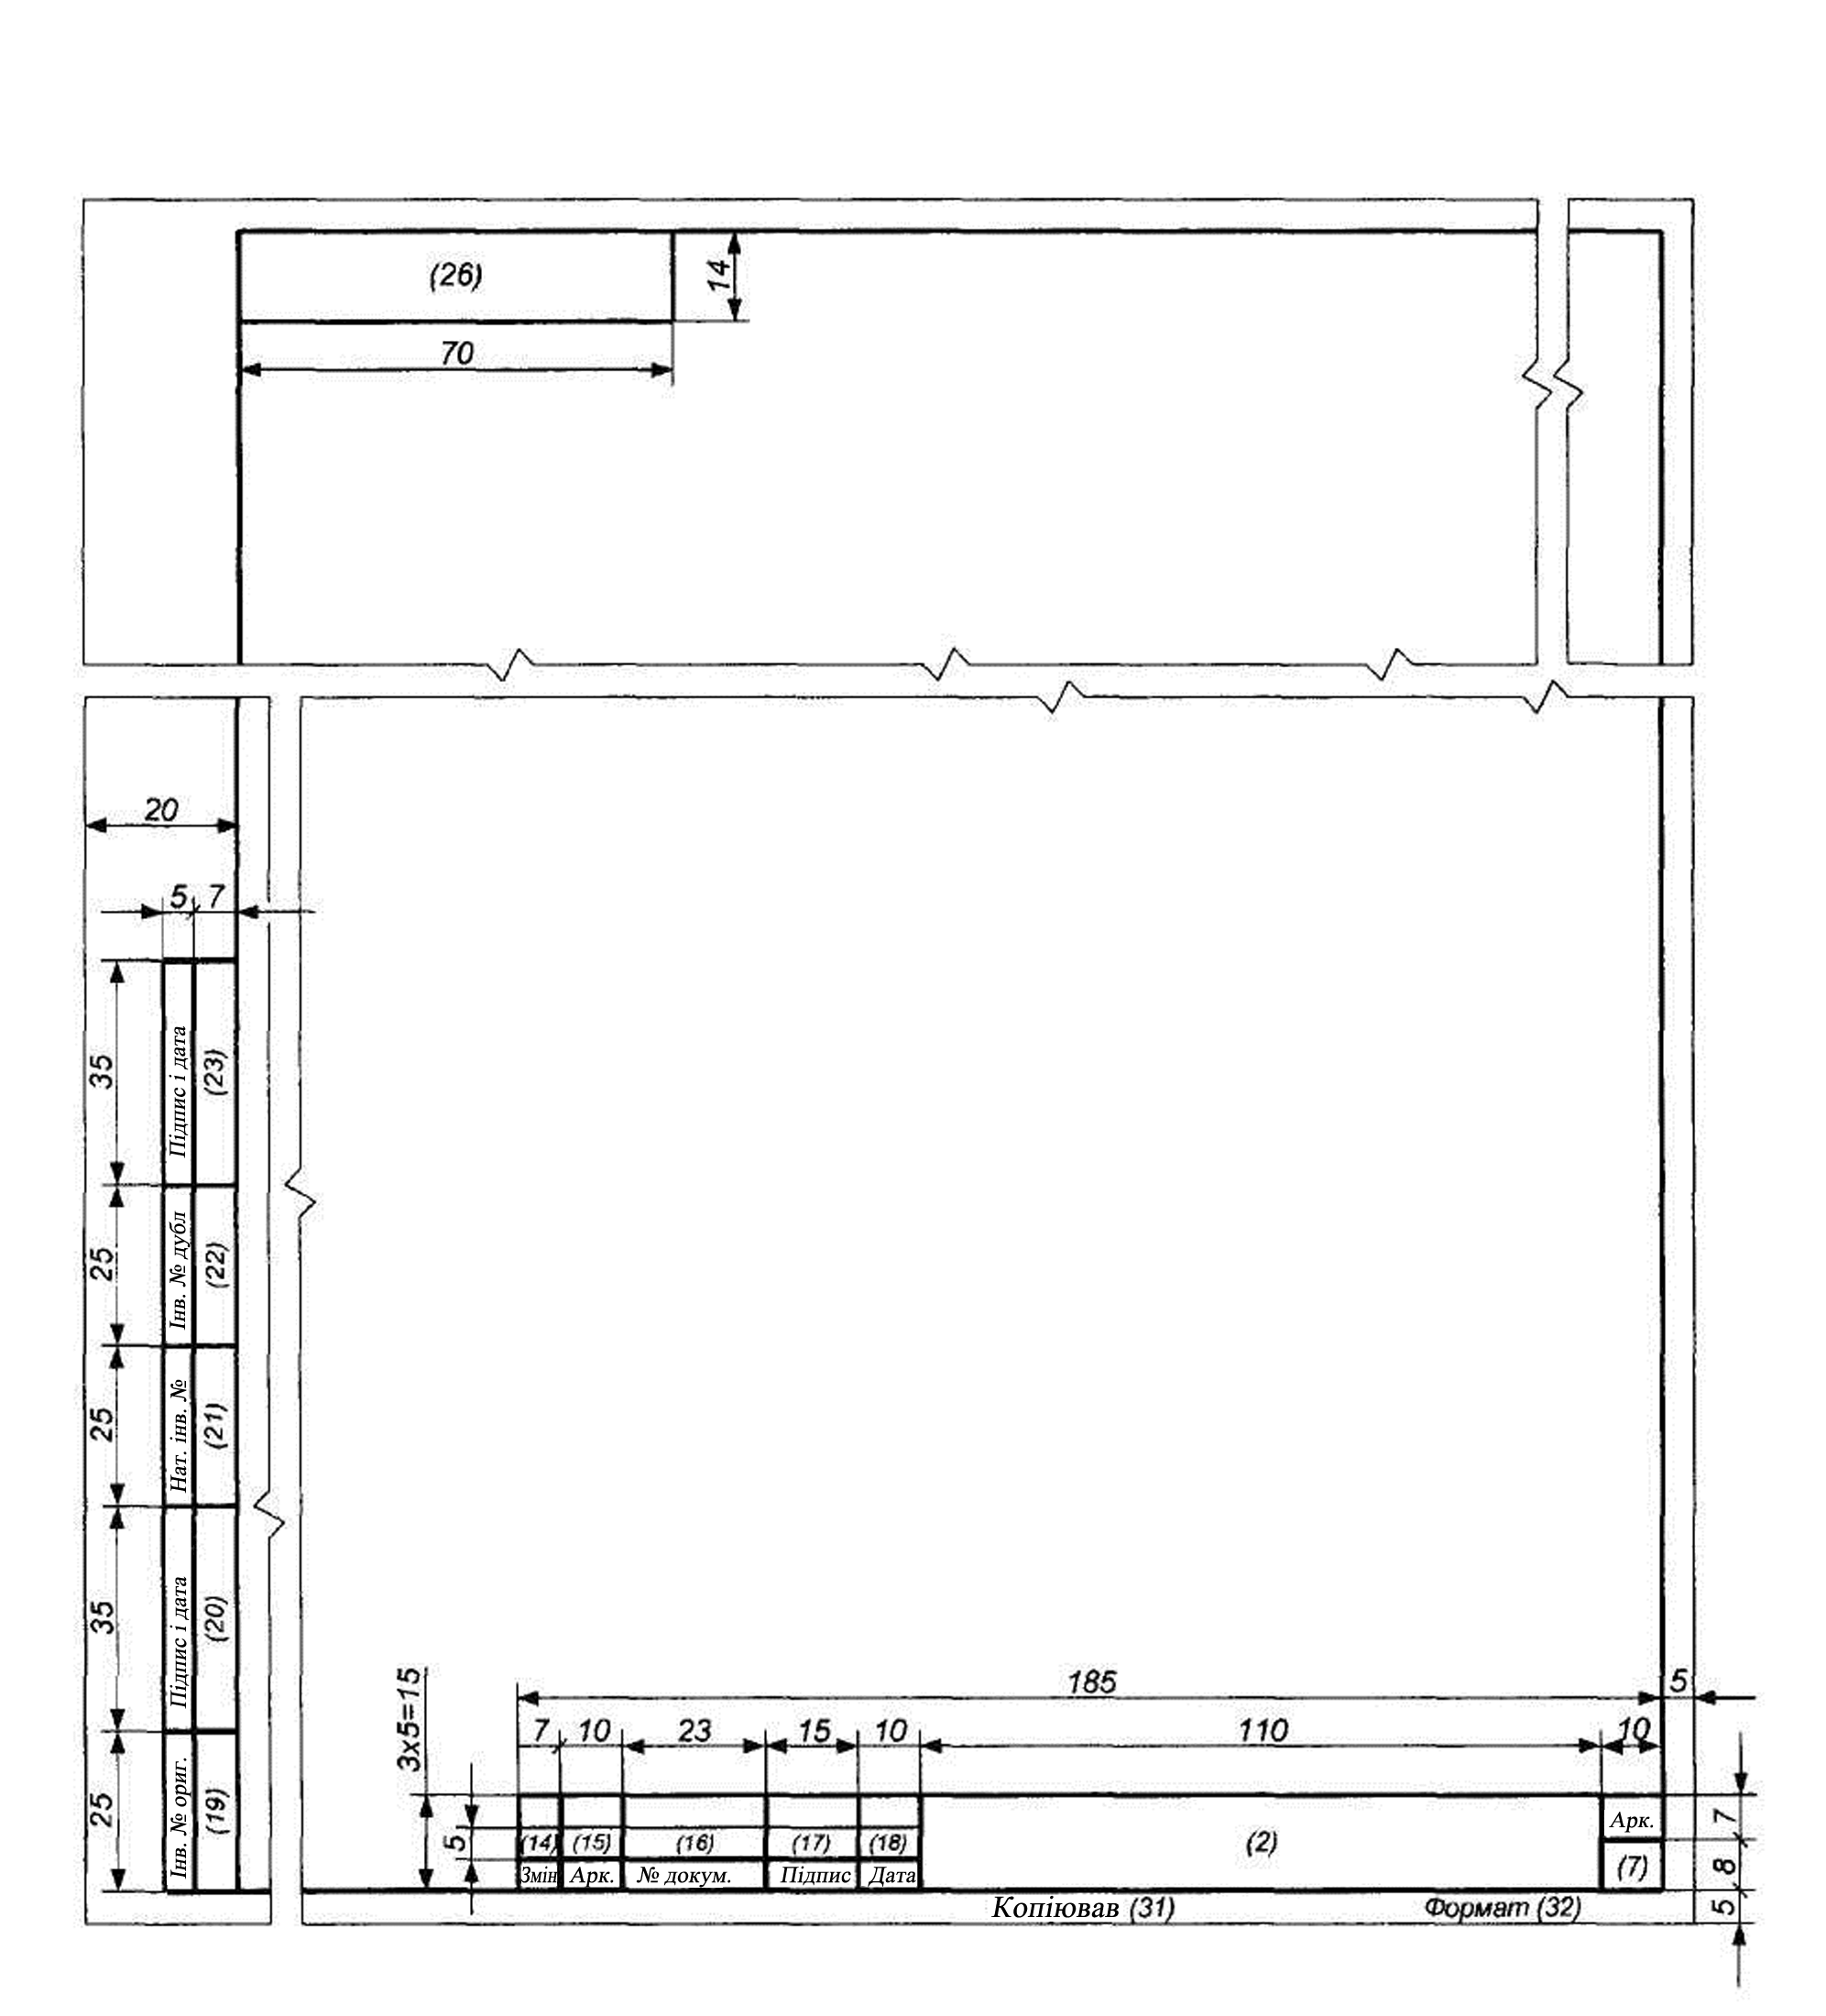 (26)
14
70
20
5 7
35
Підпис і дата
(23)
25
Інв. № дубл
(22)
25
Нат. інв. №
(21)
35
Підпис і дата
(20)
25
Інв. № ориг.
(19)
3x5=15
185
5
7 10 23 15 10 110 10
5
(14) (15) (16) (17) (18)
Змін Арк. № докум. Підпис Дата
(2)
Арк.
(7)
7
8
5
Копіював (31) Формат (32)